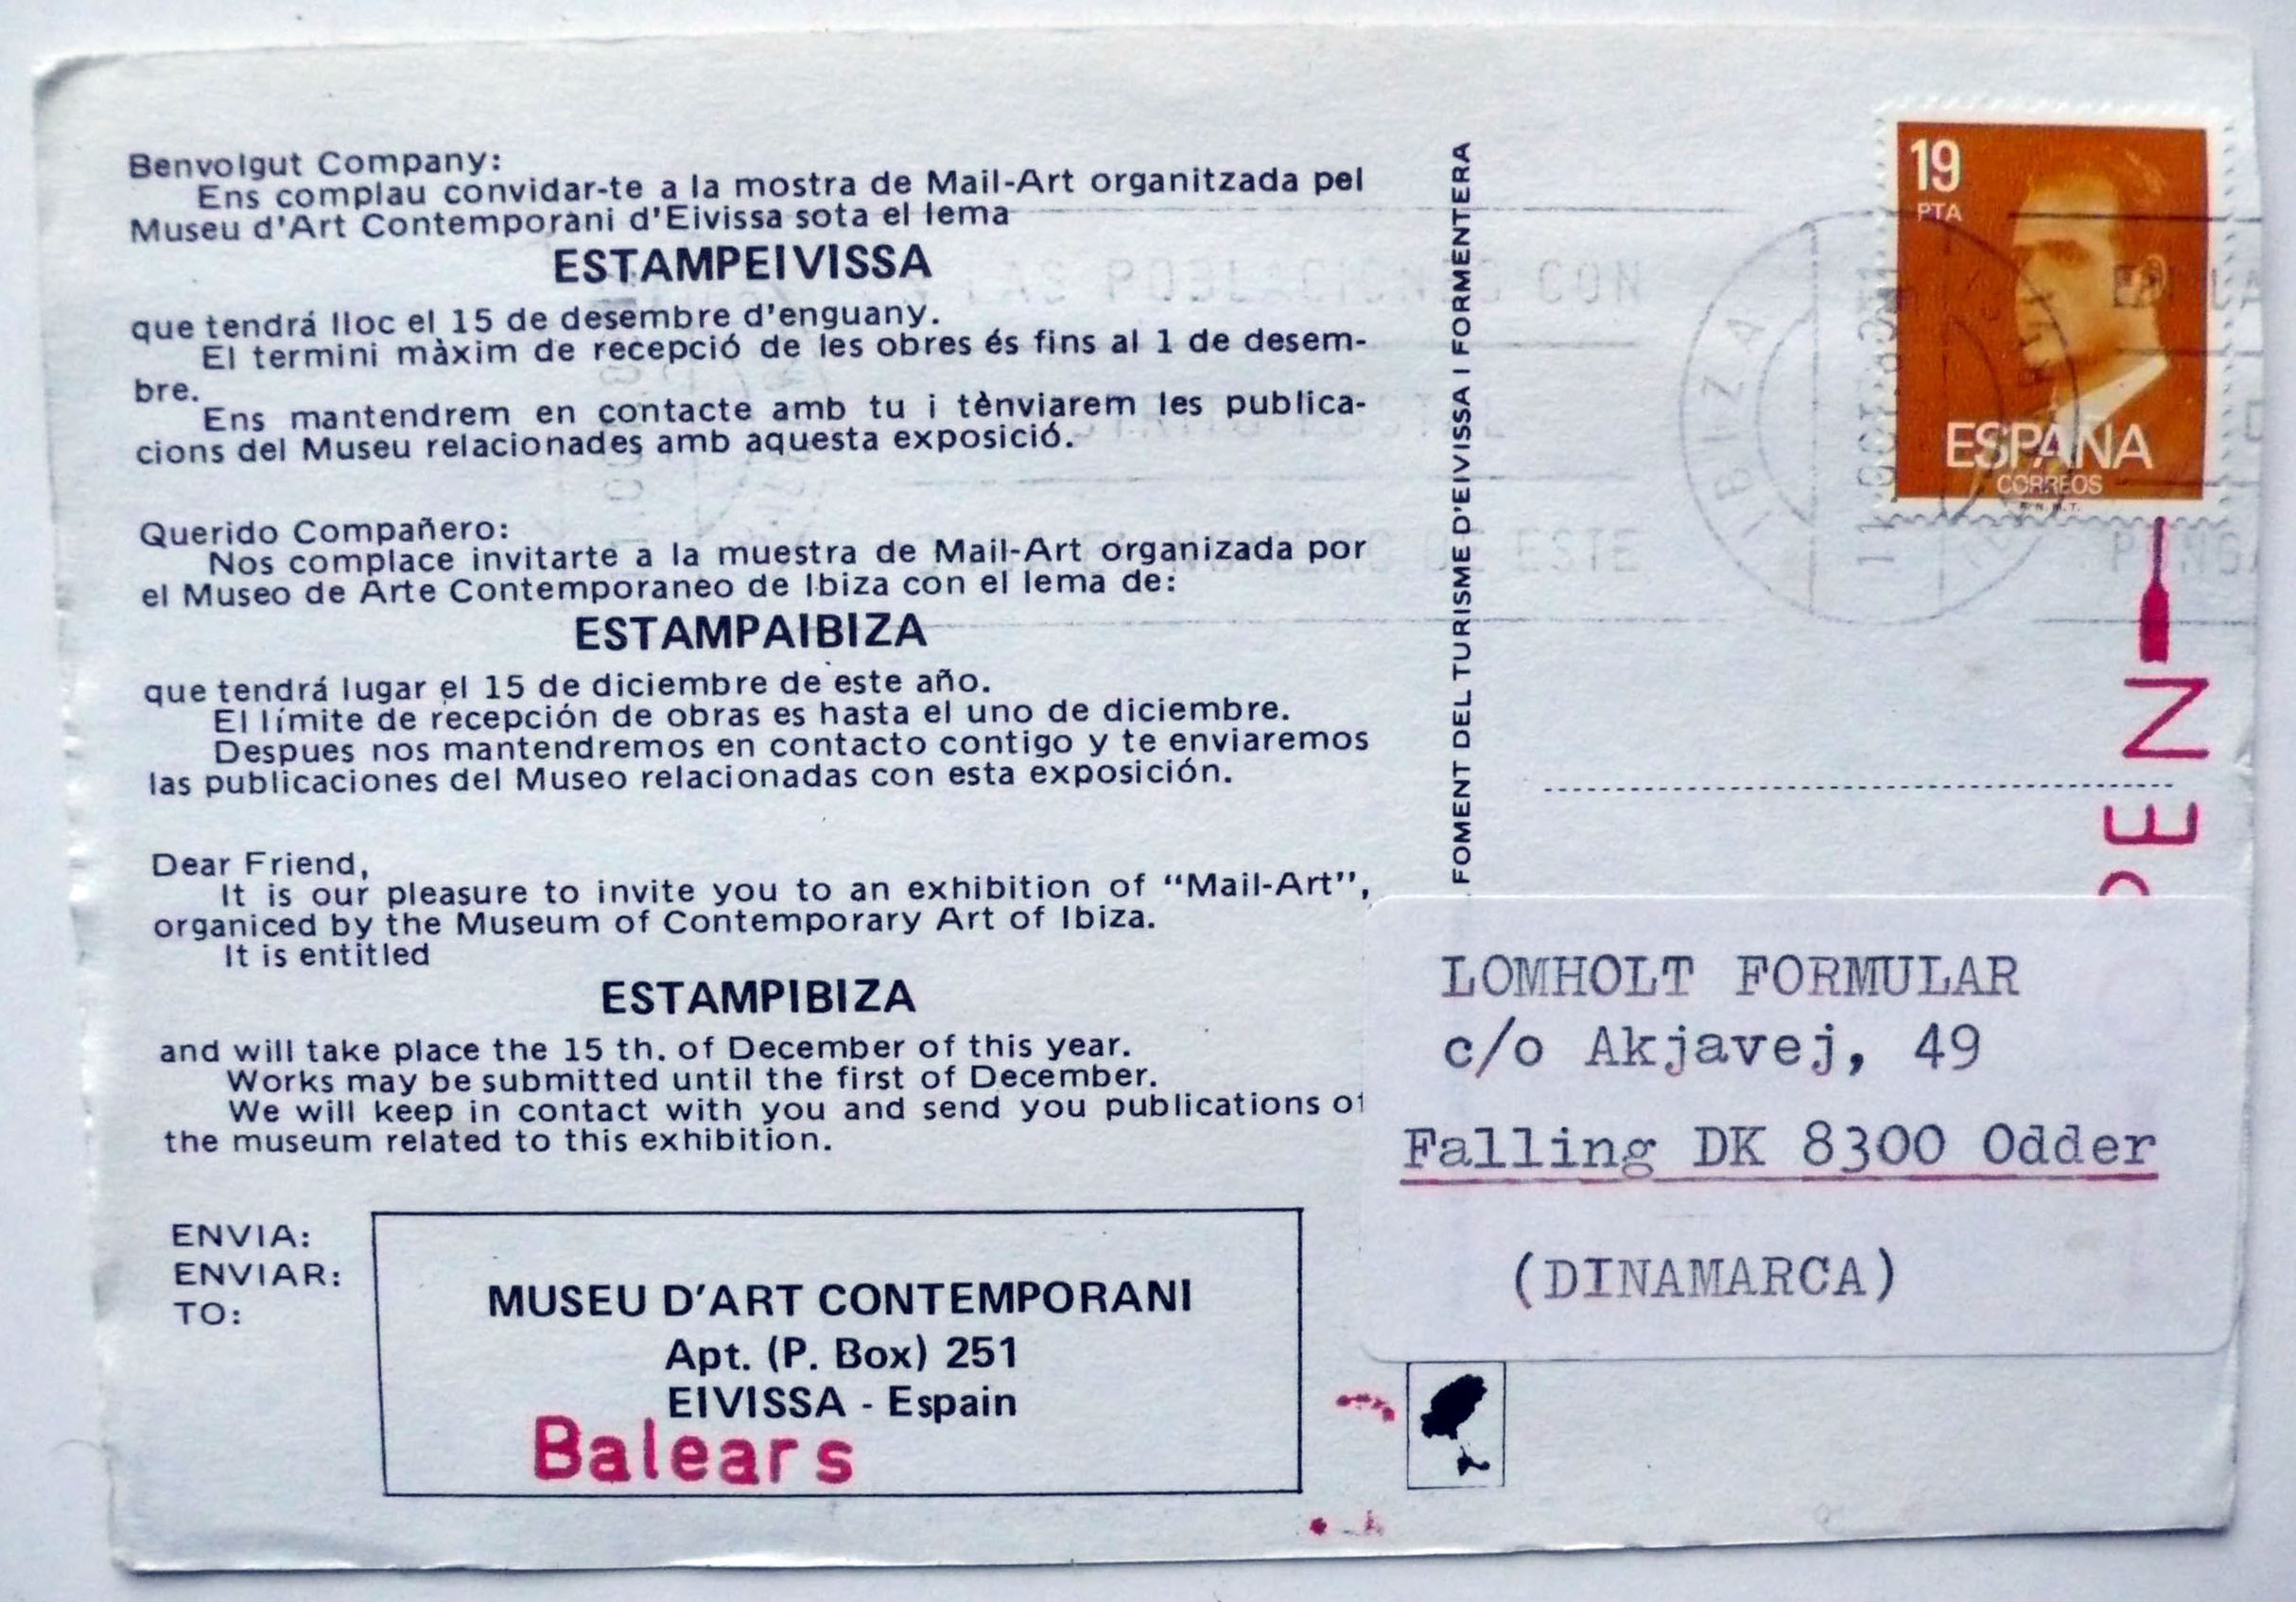 Benvolgut Company:
Ens complau convidar-te a la mostra de Mail-Art organitzada pel
Museu d'Art Contemporàni d'Eivissa sota el lema
ESTAMPEIVISSA
que tendrá lloc el 15 de desembre d'enguany.
El termini màxim de recepció de les obres és fins al 1 de desem-
bre.
Ens mantendrem en contacte amb tu i tènviarem les publica-
cions del Museu relacionades amb aquesta exposició.
Querido Compañero:
Nos complace invitarte a la muestra de Mail-Art organizada por
el Museo de Arte Contemporaneo de Ibiza con el lema de:
ESTAMPAIBIZA
que tendrá lugar el 15 de diciembre de este año.
El límite de recepción de obras es hasta el uno de diciembre.
Despues nos mantendremos en contacto contigo y te enviaremos
las publicaciones del Museo relacionadas con esta exposición.
Dear Friend,
It is our pleasure to invite you to an exhibition of “Mail-Art”,
organiced by the Museum of Contemporary Art of Ibiza.
It is entitled
ESTAMPIBIZA
and will take place the 15 th. of December of this year.
Works may be submitted until the first of December.
We will keep in contact with you and send you publications of
the museum related to this exhibition.
ENVIA:
ENVIAR:
TO:
MUSEU D'ART CONTEMPORANI
Apt. (P. Box) 251
EIVISSA - Espain
Balears
FOMENT DEL TURISME D'EIVISSA I FORMENTERA
19
PTA
ESPAÑA
CORREOS
F.N.M.T.
IBIZA
LAS POBLACIONES CON
POSTAL
ESTE
PONGA
EN
LOMHOLT FORMULAR
c/o Akjavej, 49
Falling DK 8300 Odder
(DINAMARCA)